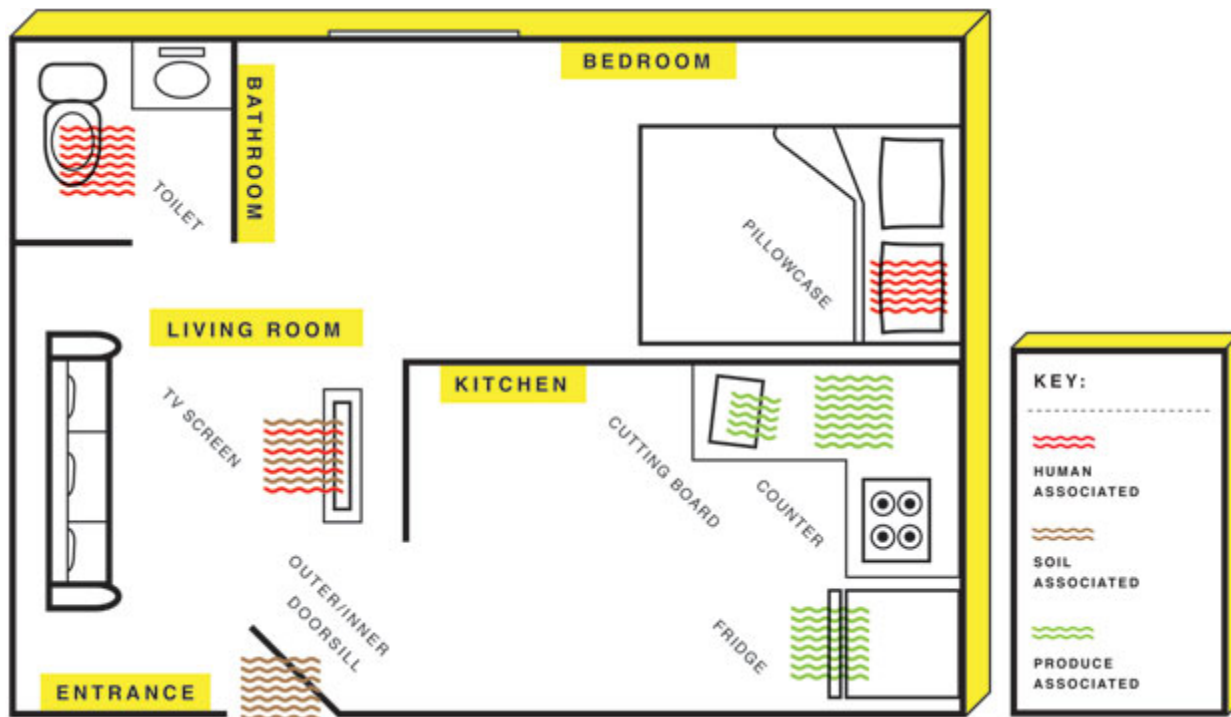 BEDROOM
BATHROOM
TOILET
PILLOWCASE
LIVING ROOM
KITCHEN
TV SCREEN
CUTTING BOARD
COUNTER
OUTER/INNER
DOORSILL
FRIDGE
ENTRANCE
KEY:
HUMAN
ASSOCIATED
SOIL
ASSOCIATED
PRODUCE
ASSOCIATED